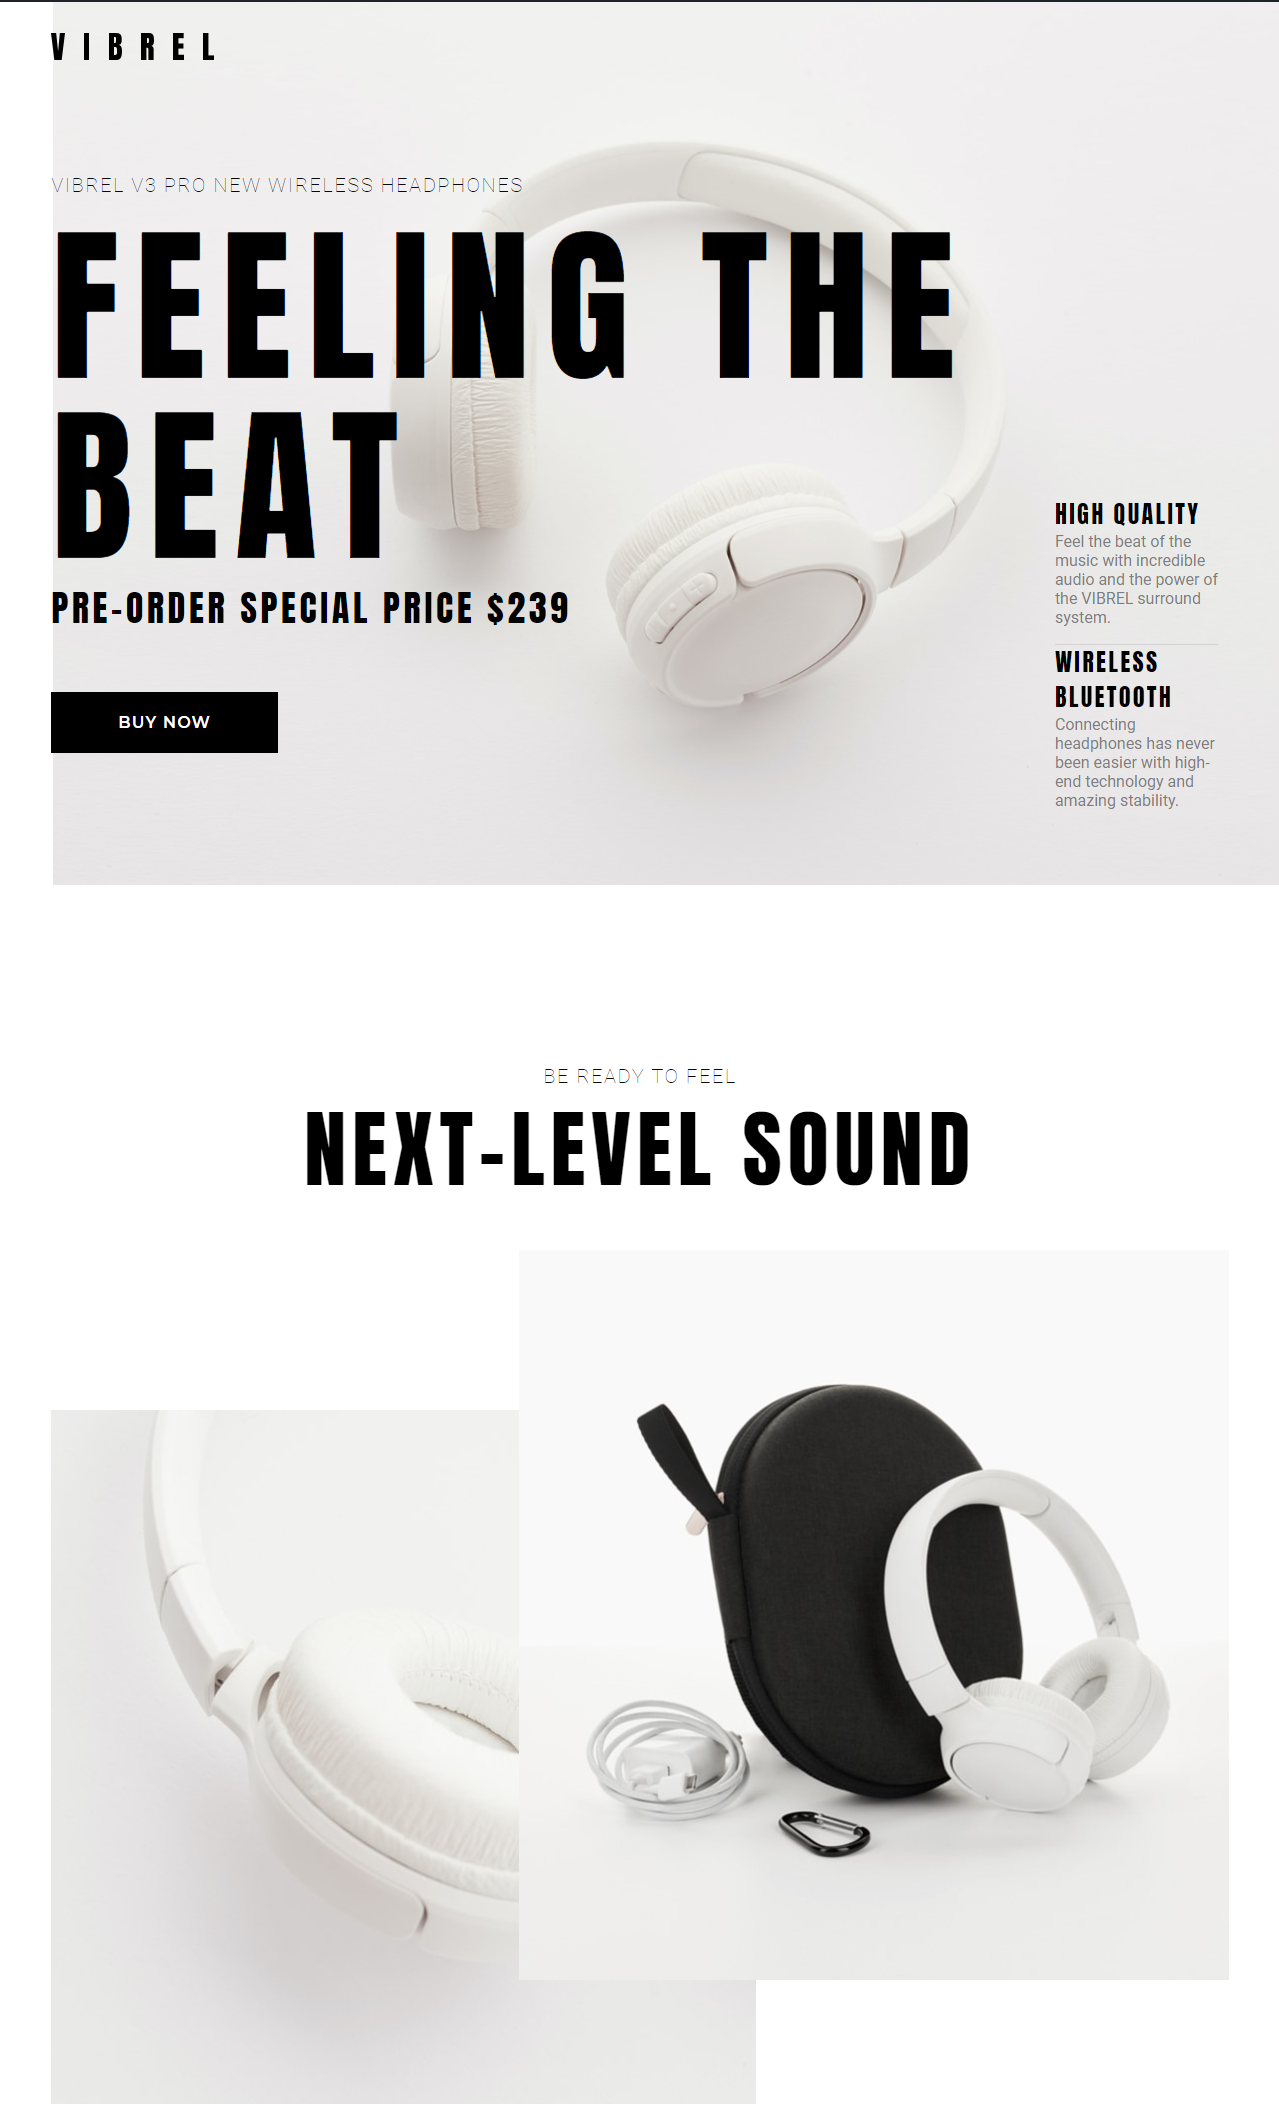 VIBREL
VIBREL V3 PRO NEW WIRELESS HEADPHONES
FEELING THE
BEAT
PRE-ORDER SPECIAL PRICE $239
BUY NOW
HIGH QUALITY
Feel the beat of the
music with incredible
audio and the power of
the VIBREL surround
system.
WIRELESS
BLUETOOTH
Connecting
headphones has never
been easier with high-
end technology and
amazing stability.
BE READY TO FEEL
NEXT-LEVEL SOUND